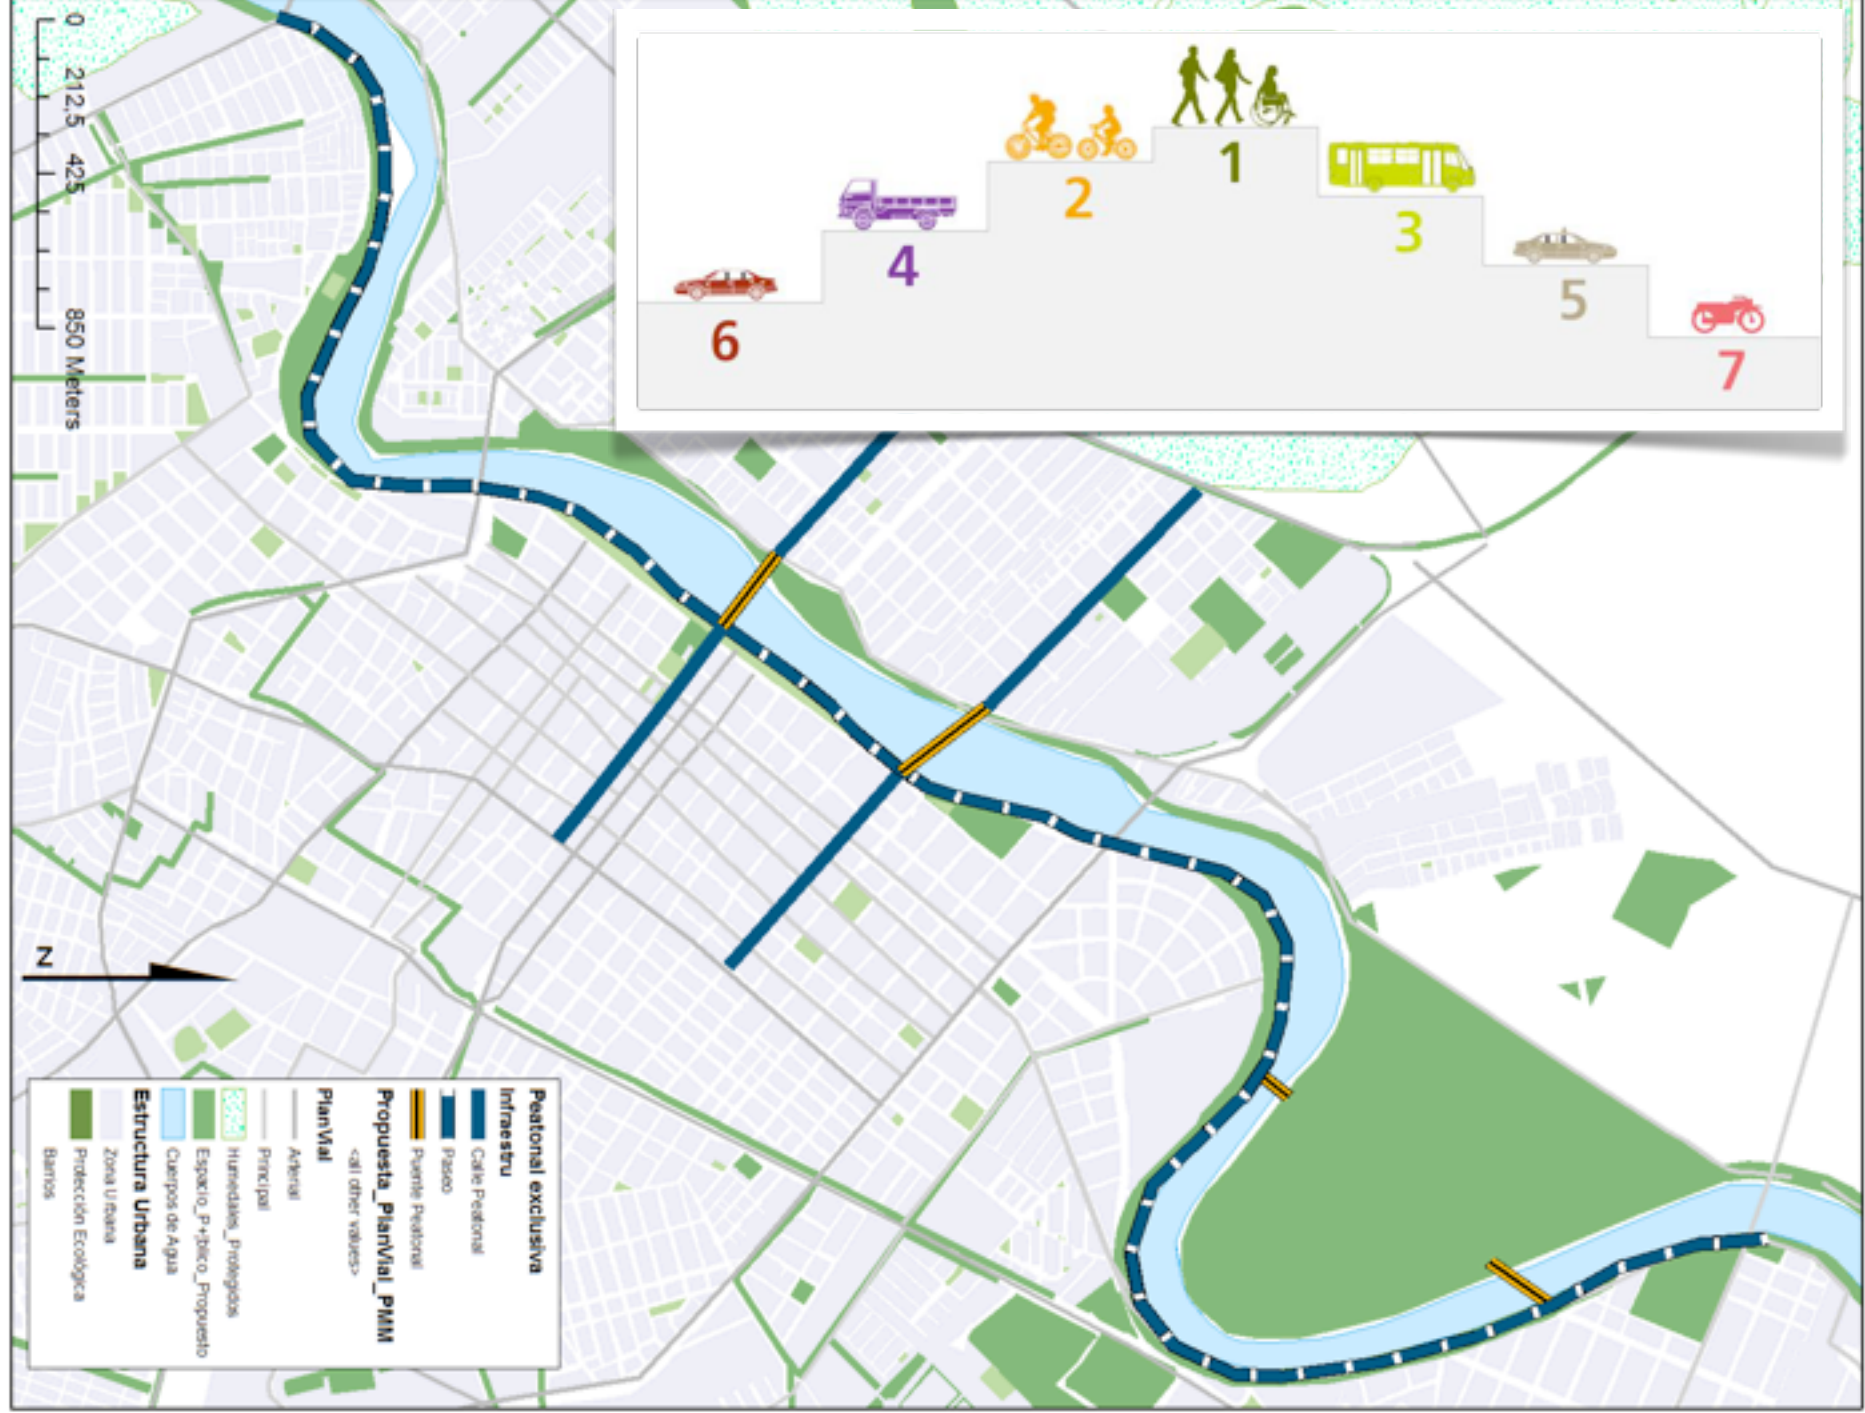 1
2
3
4
5
6
7
0 212,5 425 850 Meters
N
Peatonal exclusiva
Infraestru
Calle Peatonal
Paseo
Puente Peatonal
Propuesta_PlanVial_PMM
<all other values>
PlanVial
Arterial
Principal
Humedales_Protegidos
Espacio_P+¦blico_Propuesto
Cuerpos de Agua
Estructura Urbana
Zona Urbana
Protección Ecológica
Barrios